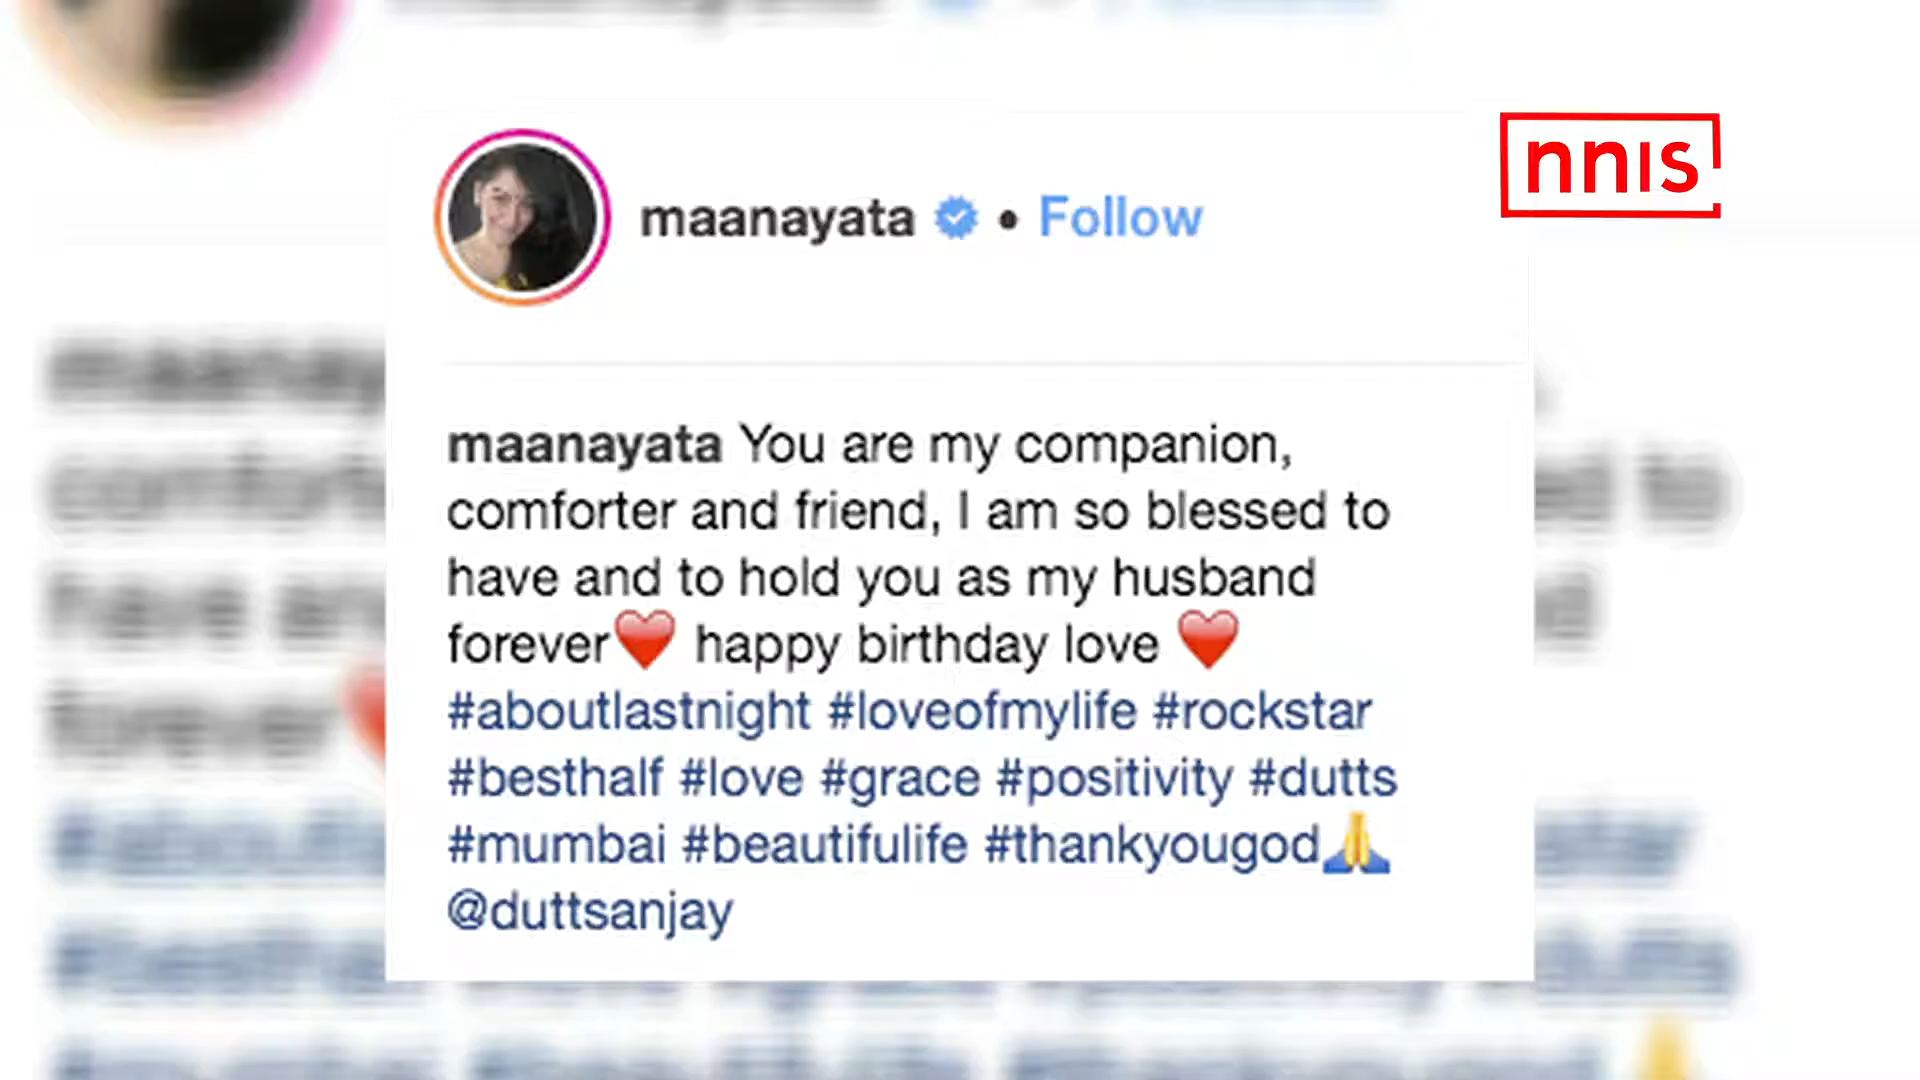 nnis
maanayata • Follow
maanayata You are my companion,
comforter and friend, I am so blessed to
have and to hold you as my husband
forever❤️ happy birthday love ❤️
#aboutlastnight #loveofmylife #rockstar
#besthalf #love #grace #positivity #dutts
#mumbai #beautifulife #thankyougod🙏
@duttsanjay